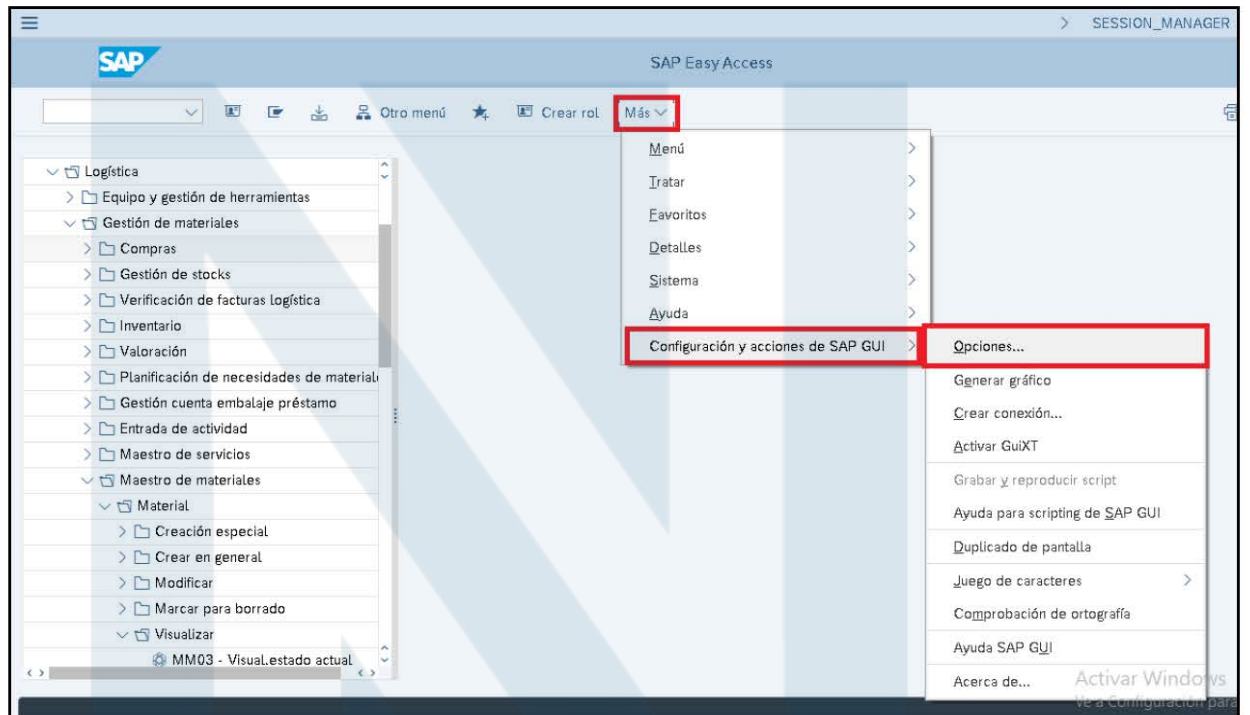 SESSION_MANAGER
SAP
SAP Easy Access
Otro menú
Crear rol
Más
Logística
Equipo y gestión de herramientas
Gestión de materiales
Compras
Gestión de stocks
Verificación de facturas logística
Inventario
Valoración
Planificación de necesidades de material
Gestión cuenta embalaje préstamo
Entrada de actividad
Maestro de servicios
Maestro de materiales
Material
Creación especial
Crear en general
Modificar
Marcar para borrado
Visualizar
MM03 - Visual.estado actual
Menú
Tratar
Favoritos
Detalles
Sistema
Ayuda
Configuración y acciones de SAP GUI
Opciones...
Generar gráfico
Crear conexión...
Activar GuiXT
Grabar y reproducir script
Ayuda para scripting de SAP GUI
Duplicado de pantalla
Juego de caracteres
Comprobación de ortografía
Ayuda SAP GUI
Acerca de...
Activar Windows
Ve a Configuración para